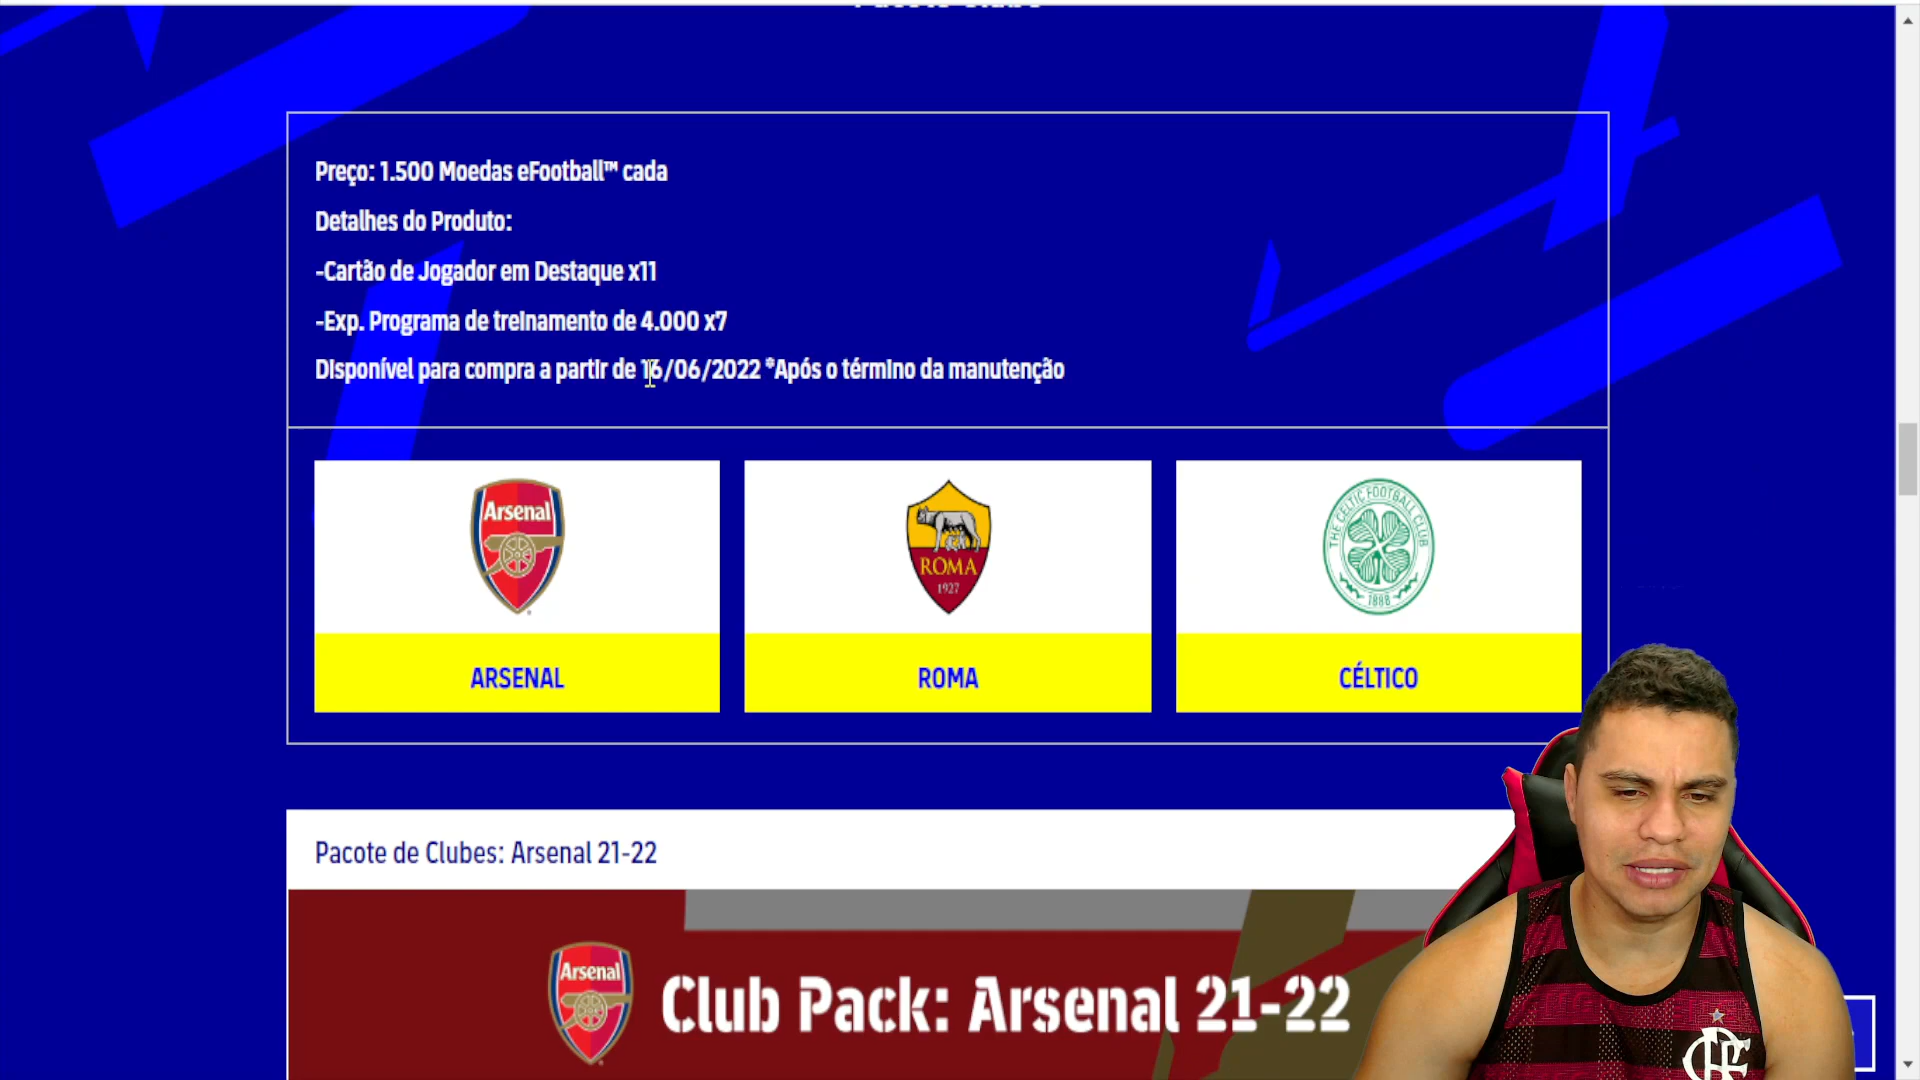 Preço: 1.500 Moedas eFootball™ cada
Detalhes do Produto:
-Cartão de Jogador em Destaque x11
-Exp. Programa de treinamento de 4.000 x7
Disponível para compra a partir de 16/06/2022 *Após o término da manutenção
Arsenal
ROMA
1927
THE CELTIC FOOTBALL CLUB
1888
ARSENAL
ROMA
CÉLTICO
Pacote de Clubes: Arsenal 21-22
Arsenal
Club Pack: Arsenal 21-22